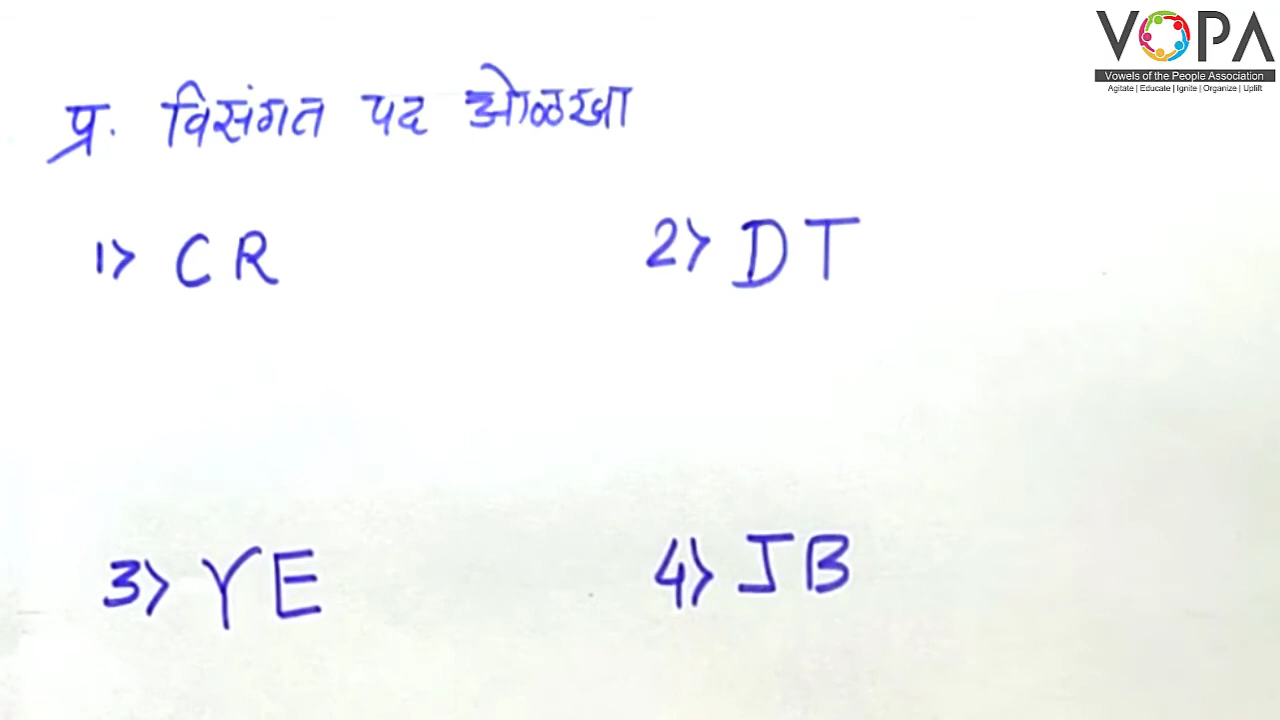 VOPA
Vowels of the People Association
Agitate | Educate | Ignite | Organize | Uplift
प्र. विसंगत पद ओळखा
1> CR
2> DT
3> YE
4> JB